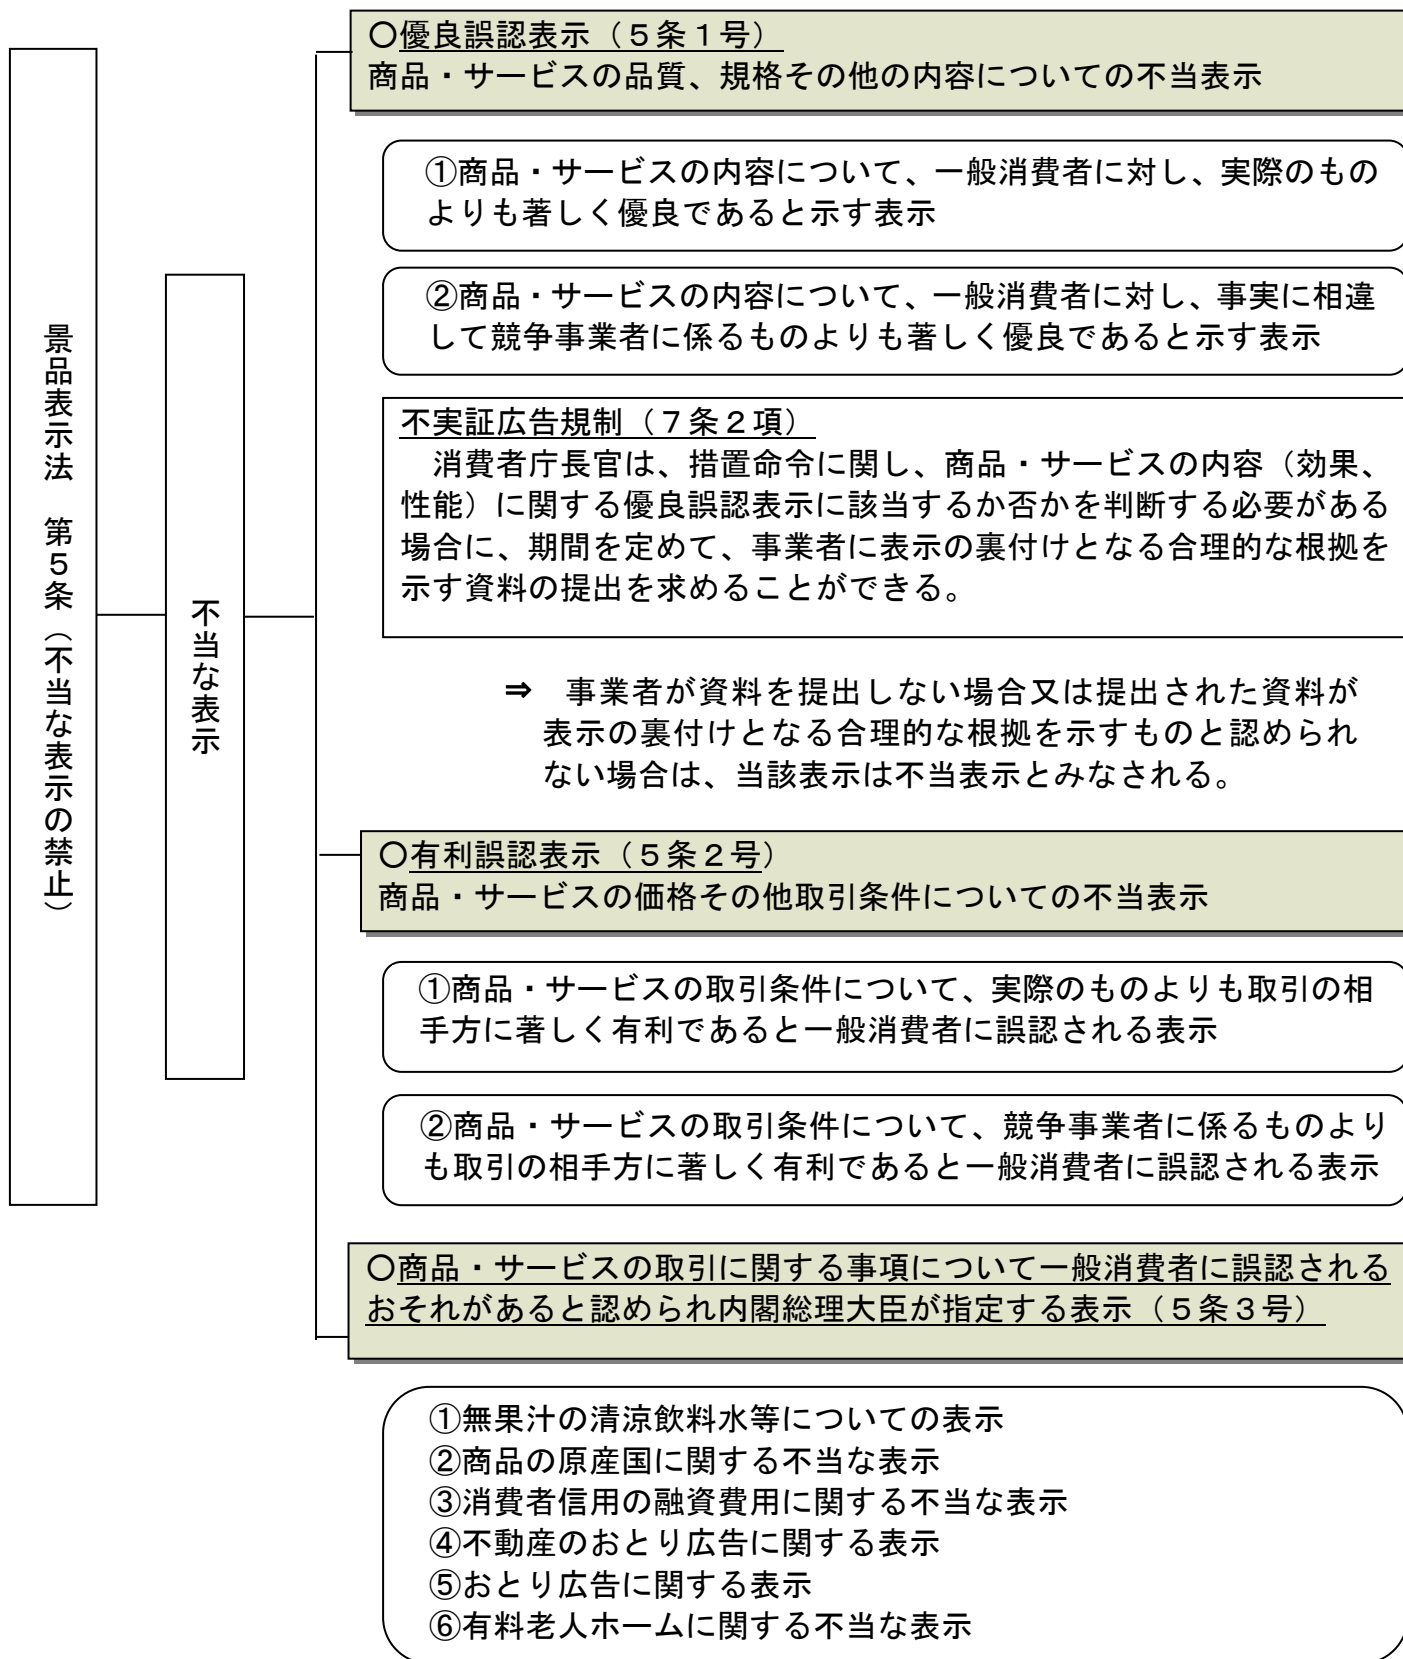 景品表示法　第５条（不当な表示の禁止）
不当な表示
○優良誤認表示（５条１号）
商品・サービスの品質、規格その他の内容についての不当表示
①商品・サービスの内容について、一般消費者に対し、実際のもの
よりも著しく優良であると示す表示
②商品・サービスの内容について、一般消費者に対し、事実に相違
して競争事業者に係るものよりも著しく優良であると示す表示
不実証広告規制（７条２項）
消費者庁長官は、措置命令に関し、商品・サービスの内容（効果、
性能）に関する優良誤認表示に該当するか否かを判断する必要がある
場合に、期間を定めて、事業者に表示の裏付けとなる合理的な根拠を
示す資料の提出を求めることができる。
⇒　事業者が資料を提出しない場合又は提出された資料が
表示の裏付けとなる合理的な根拠を示すものと認められ
ない場合は、当該表示は不当表示とみなされる。
○有利誤認表示（５条２号）
商品・サービスの価格その他取引条件についての不当表示
①商品・サービスの取引条件について、実際のものよりも取引の相
手方に著しく有利であると一般消費者に誤認される表示
②商品・サービスの取引条件について、競争事業者に係るものより
も取引の相手方に著しく有利であると一般消費者に誤認される表示
○商品・サービスの取引に関する事項について一般消費者に誤認される
おそれがあると認められ内閣総理大臣が指定する表示（５条３号）
①無果汁の清涼飲料水等についての表示
②商品の原産国に関する不当な表示
③消費者信用の融資費用に関する不当な表示
④不動産のおとり広告に関する表示
⑤おとり広告に関する表示
⑥有料老人ホームに関する不当な表示